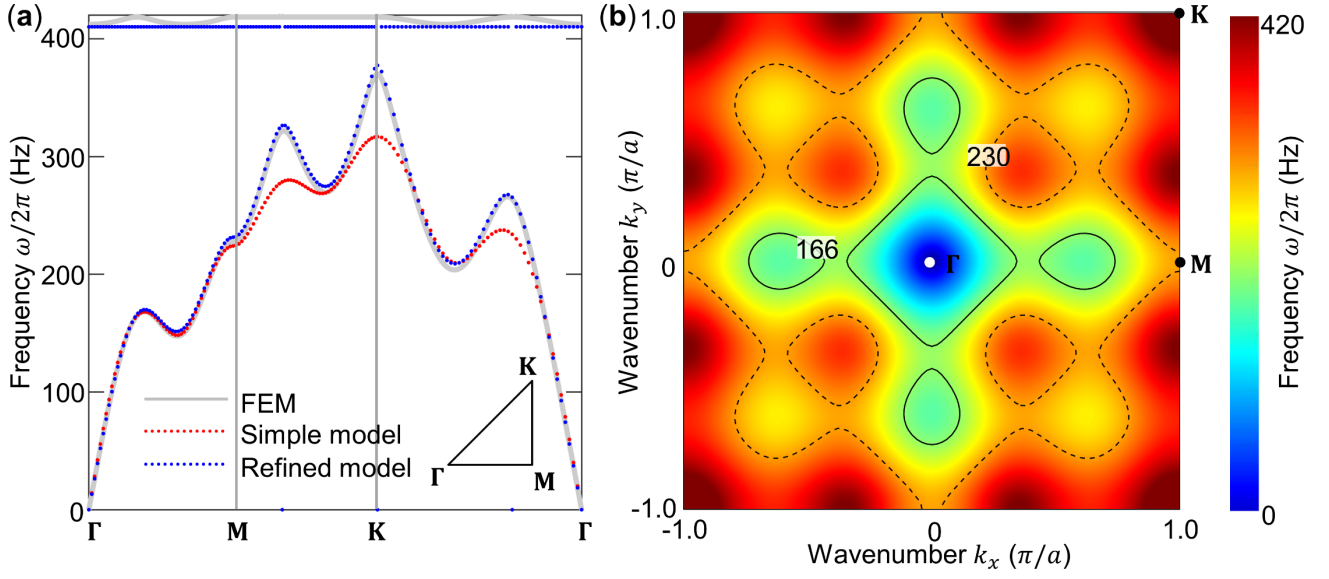 (a)
400
300
200
100
0
Frequency ω/2π (Hz)
FEM
Simple model
Refined model
K
Γ
M
Γ
M
K
Γ
(b)
1.0
0
-1.0
Wavenumber k_y (π/a)
230
166
Γ
K
M
-1.0
0
1.0
Wavenumber k_x (π/a)
420
0
Frequency ω/2π (Hz)